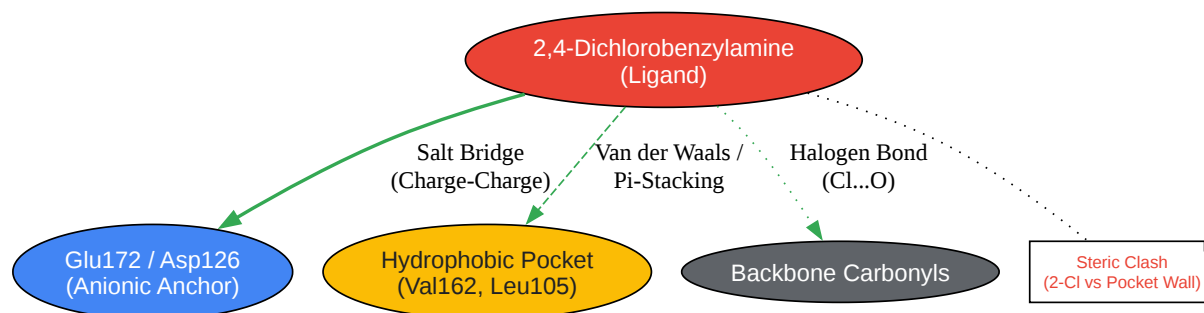 2,4-Dichlorobenzylamine
(Ligand)
Salt Bridge
(Charge-Charge)
Van der Waals /
Pi-Stacking
Halogen Bond
(Cl...O)
Glu172 / Asp126
(Anionic Anchor)
Hydrophobic Pocket
(Val162, Leu105)
Backbone Carbonyls
Steric Clash
(2-Cl vs Pocket Wall)